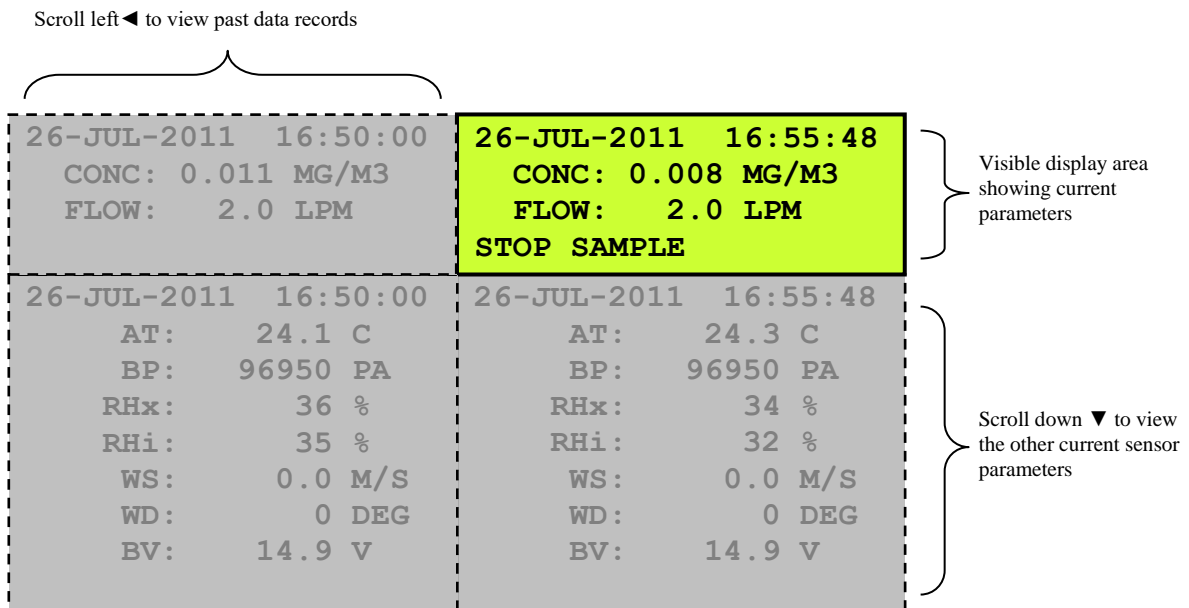 Scroll left◄ to view past data records
26-JUL-2011 16:50:00
CONC: 0.011 MG/M3
FLOW: 2.0 LPM
26-JUL-2011 16:55:48
CONC: 0.008 MG/M3
FLOW: 2.0 LPM
STOP SAMPLE
Visible display area
showing current
parameters
26-JUL-2011 16:50:00
AT: 24.1 C
BP: 96950 PA
RHx: 36 %
RHi: 35 %
WS: 0.0 M/S
WD: 0 DEG
BV: 14.9 V
26-JUL-2011 16:55:48
AT: 24.3 C
BP: 96950 PA
RHx: 34 %
RHi: 32 %
WS: 0.0 M/S
WD: 0 DEG
BV: 14.9 V
Scroll down ▼ to view
the other current sensor
parameters